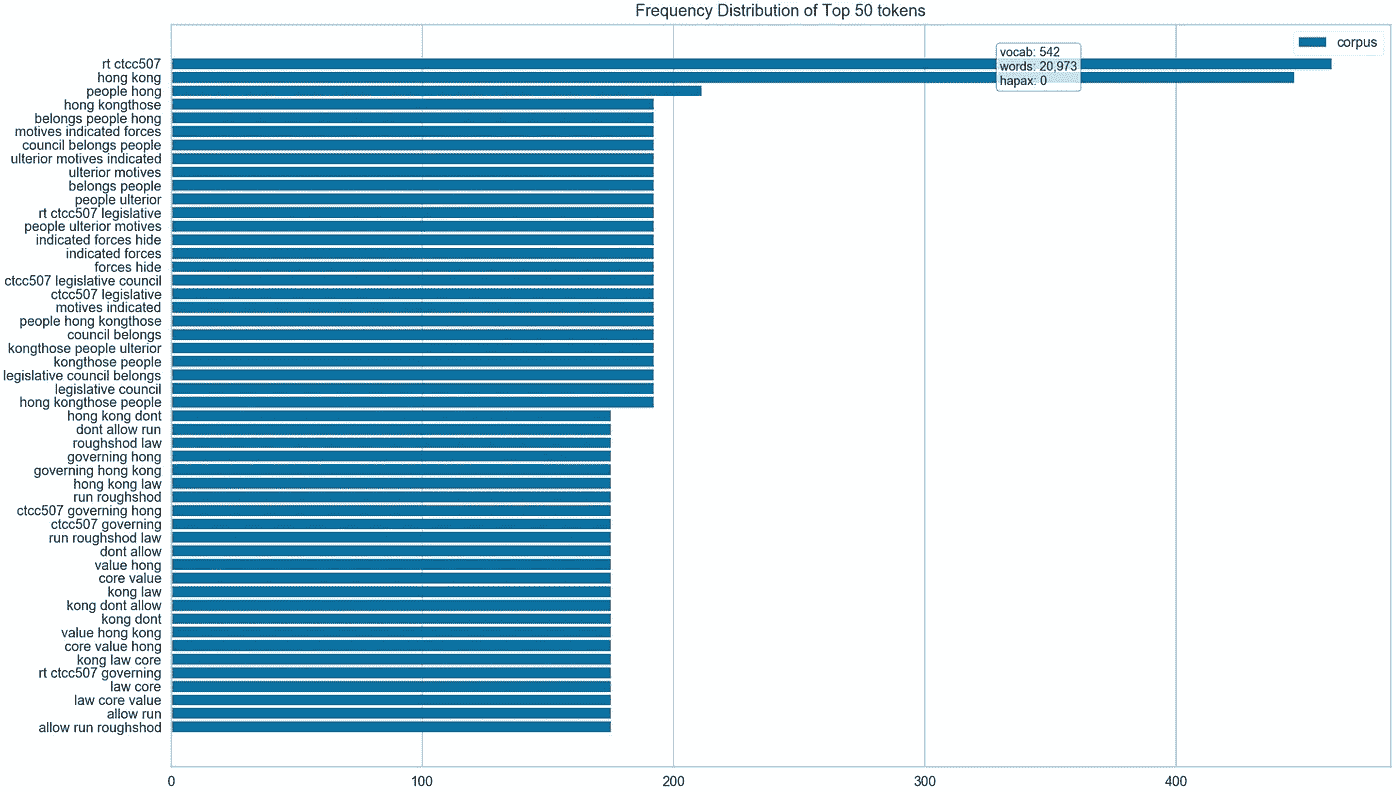 Frequency Distribution of Top 50 tokens
corpus
vocab: 542
words: 20,973
hapax: 0
rt ctcc507
hong kong
people hong
hong kongthose
belongs people hong
motives indicated forces
council belongs people
ulterior motives indicated
ulterior motives
belongs people
people ulterior
rt ctcc507 legislative
people ulterior motives
indicated forces hide
indicated forces
forces hide
ctcc507 legislative council
ctcc507 legislative
motives indicated
people hong kongthose
council belongs
kongthose people ulterior
kongthose people
legislative council belongs
legislative council
hong kongthose people
hong kong dont
dont allow run
roughshod law
governing hong
governing hong kong
hong kong law
run roughshod
ctcc507 governing hong
ctcc507 governing
run roughshod law
dont allow
value hong
core value
kong law
kong dont allow
kong dont
value hong kong
core value hong
kong law core
rt ctcc507 governing
law core
law core value
allow run
allow run roughshod
0 100 200 300 400